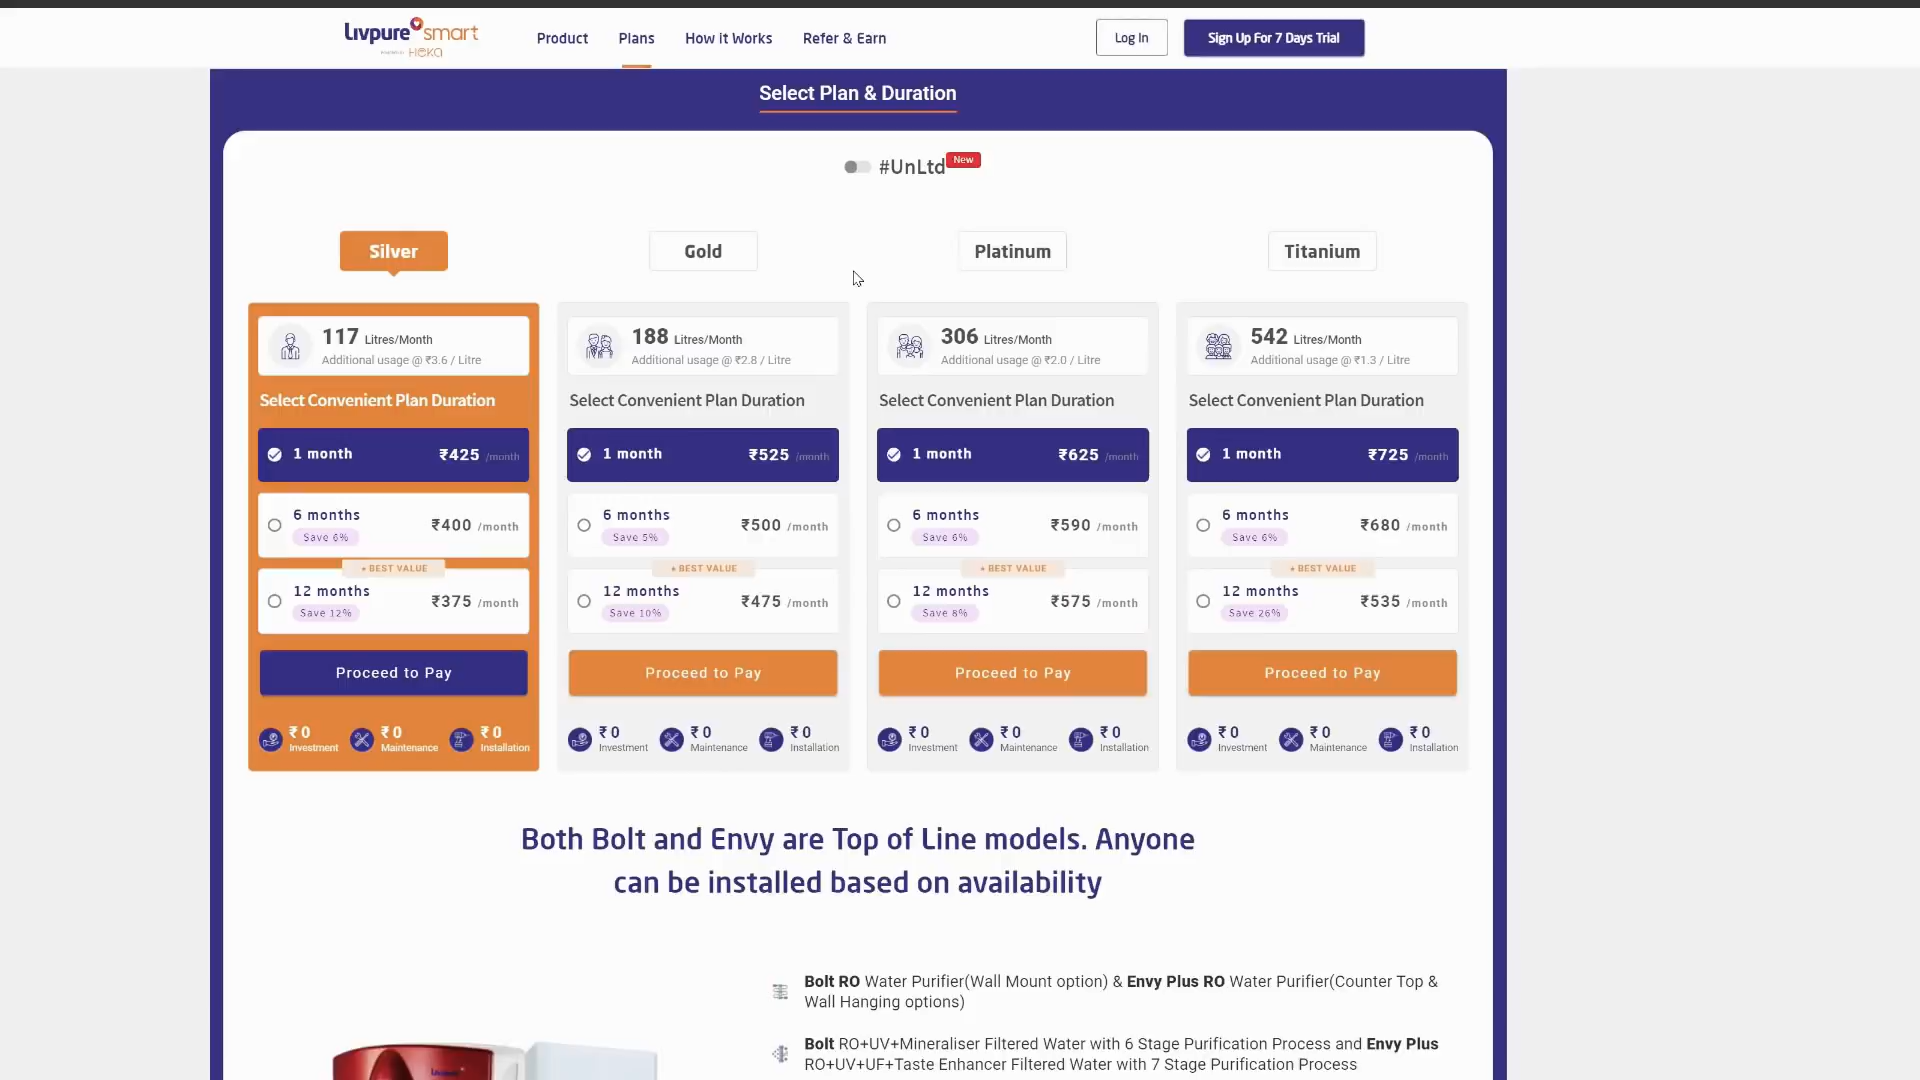 Livpure smart
HEKA
Product
Plans
How it Works
Refer & Earn
Log In
Sign Up For 7 Days Trial
Select Plan & Duration
#UnLtd New
Silver
Gold
Platinum
Titanium
117 Litres/Month
Additional usage @ ₹3.6 / Litre
Select Convenient Plan Duration
1 month ₹425 /month
6 months ₹400 /month
Save 6%
BEST VALUE
12 months ₹375 /month
Save 12%
Proceed to Pay
₹ 0 ₹ 0 ₹ 0
Investment Maintenance Installation
188 Litres/Month
Additional usage @ ₹2.8 / Litre
Select Convenient Plan Duration
1 month ₹525 /month
6 months ₹500 /month
Save 5%
BEST VALUE
12 months ₹475 /month
Save 10%
Proceed to Pay
₹ 0 ₹ 0 ₹ 0
Investment Maintenance Installation
306 Litres/Month
Additional usage @ ₹2.0 / Litre
Select Convenient Plan Duration
1 month ₹625 /month
6 months ₹590 /month
Save 6%
BEST VALUE
12 months ₹575 /month
Save 8%
Proceed to Pay
₹ 0 ₹ 0 ₹ 0
Investment Maintenance Installation
542 Litres/Month
Additional usage @ ₹1.3 / Litre
Select Convenient Plan Duration
1 month ₹725 /month
6 months ₹680 /month
Save 6%
BEST VALUE
12 months ₹535 /month
Save 26%
Proceed to Pay
₹ 0 ₹ 0 ₹ 0
Investment Maintenance Installation
Both Bolt and Envy are Top of Line models. Anyone
can be installed based on availability
Bolt RO Water Purifier(Wall Mount option) & Envy Plus RO Water Purifier(Counter Top &
Wall Hanging options)
Bolt RO+UV+Mineraliser Filtered Water with 6 Stage Purification Process and Envy Plus
RO+UV+UF+Taste Enhancer Filtered Water with 7 Stage Purification Process